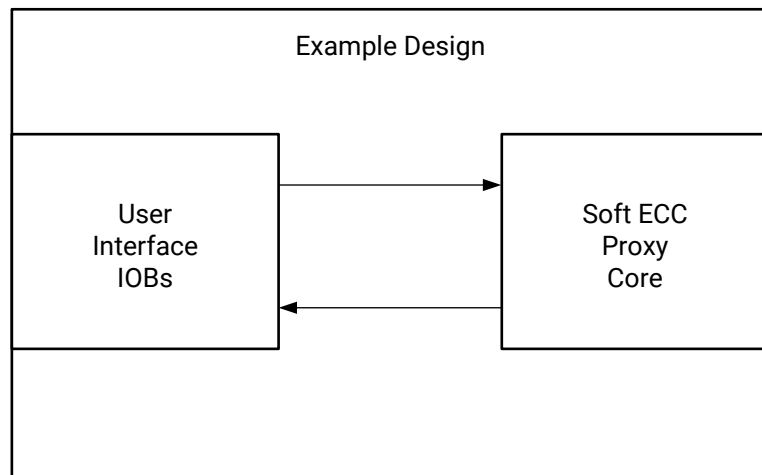 Example Design
User
Interface
IOBs
Soft ECC
Proxy
Core